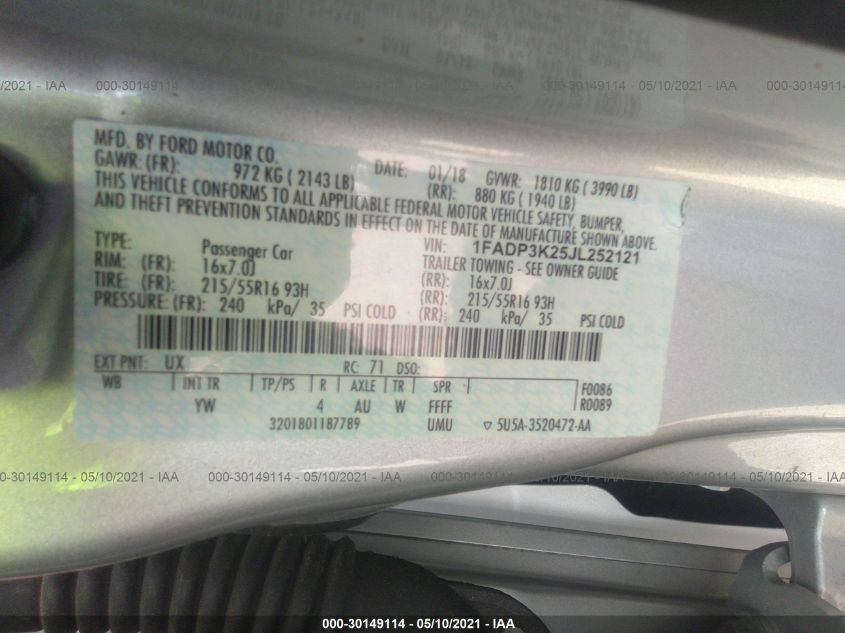 5/10/2021 - IAA 000-30149114 - 05/10/2021 - IAA 000-30149114 - 05/10/2021 - IAA 000-30149114 - 05/10/2021 - IAA
MFD. BY FORD MOTOR CO. DATE: 01/18 GVWR: 1810 KG ( 3990 LB)
GAWR: (FR): 972 KG ( 2143 LB) (RR): 880 KG ( 1940 LB)
THIS VEHICLE CONFORMS TO ALL APPLICABLE FEDERAL MOTOR VEHICLE SAFETY, BUMPER,
AND THEFT PREVENTION STANDARDS IN EFFECT ON THE DATE OF MANUFACTURE SHOWN ABOVE.
TYPE: Passenger Car VIN: 1FADP3K25JL252121
TRAILER TOWING - SEE OWNER GUIDE
RIM: (FR): 16x7.0J (RR): 16x7.0J
TIRE: (FR): 215/55R16 93H (RR): 215/55R16 93H
PRESSURE: (FR): 240 kPa/ 35 PSI COLD (RR): 240 kPa/ 35 PSI COLD
EXT PNT: UX RC: 71 DSO:
WB INT TR TP/PS R AXLE TR SPR F0086
YW 4 AU W FFFF R0089
3201801187789 UMU ▽ 5U5A-3520472-AA
5/10/2021 - IAA 000-30149114 - 05/10/2021 - IAA 000-30149114 - 05/10/2021 - IAA 000-30149114 - 05/10/2021 - IAA
000-30149114 - 05/10/2021 - IAA